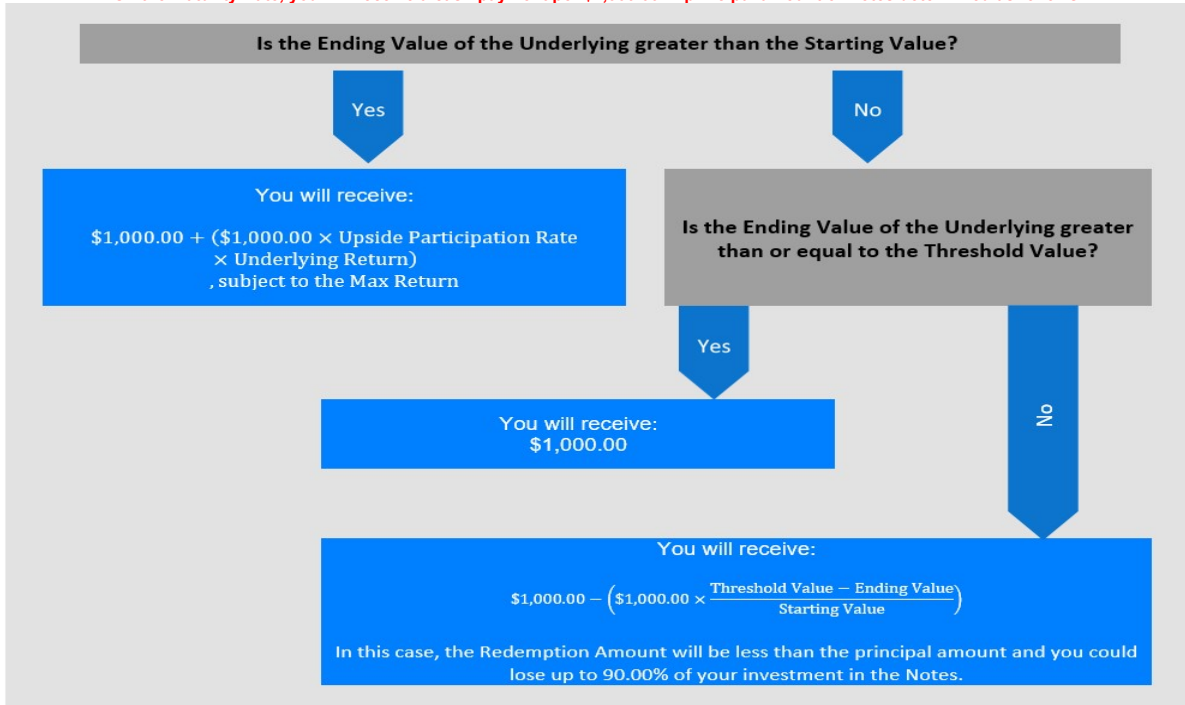 Is the Ending Value of the Underlying greater than the Starting Value?
Yes
No
You will receive:
$1,000.00 + ($1,000.00 × Upside Participation Rate
× Underlying Return)
, subject to the Max Return
Is the Ending Value of the Underlying greater
than or equal to the Threshold Value?
Yes
No
You will receive:
$1,000.00
You will receive:
$1,000.00 − ($1,000.00 × Threshold Value − Ending Value
Starting Value)
In this case, the Redemption Amount will be less than the principal amount and you could
lose up to 90.00% of your investment in the Notes.